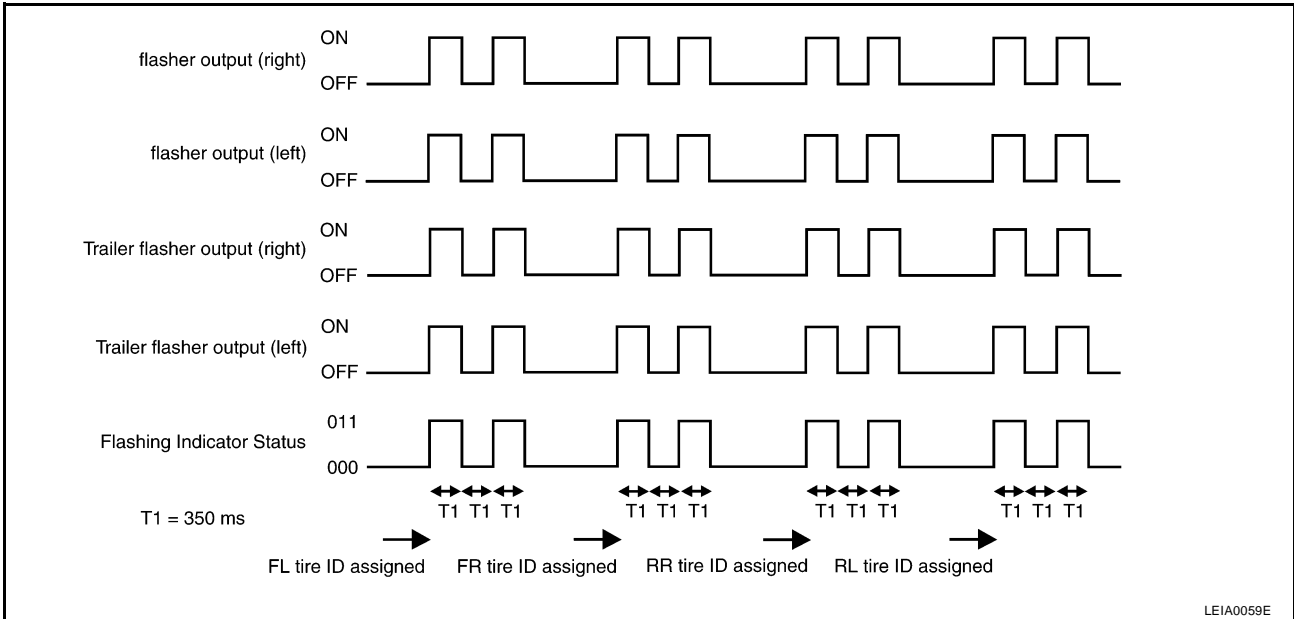 flasher output (right)
ON
OFF
flasher output (left)
ON
OFF
Trailer flasher output (right)
ON
OFF
Trailer flasher output (left)
ON
OFF
Flashing Indicator Status
011
000
T1 T1 T1 T1 T1 T1 T1 T1 T1 T1 T1 T1
T1 = 350 ms
FL tire ID assigned FR tire ID assigned RR tire ID assigned RL tire ID assigned
LEIA0059E